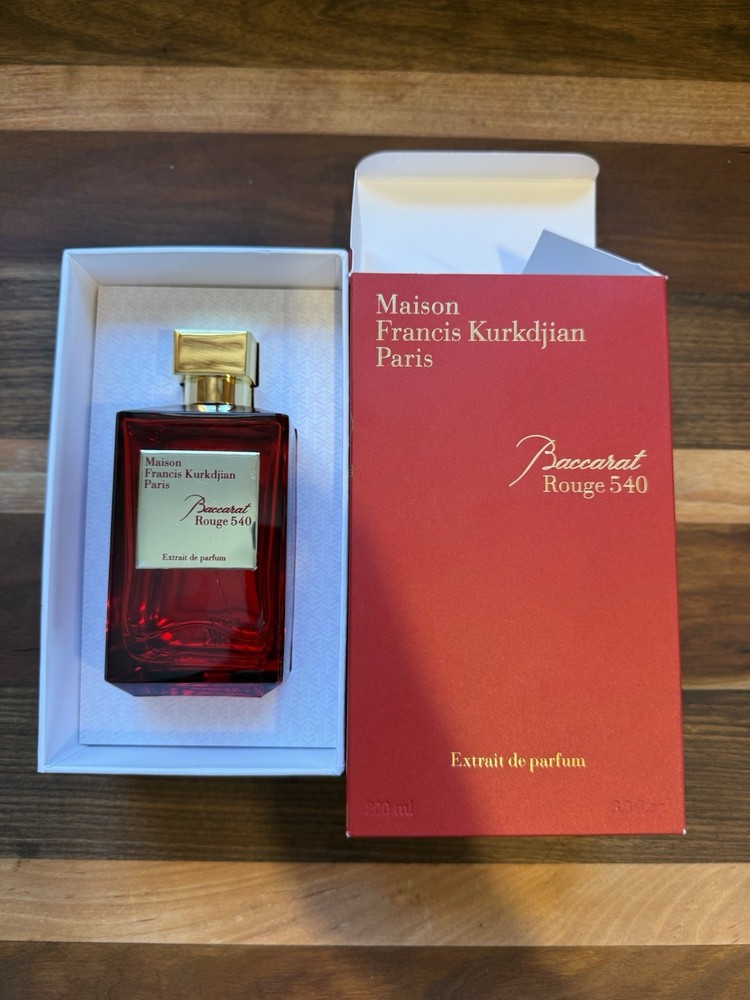 Maison
Francis Kurkdjian
Paris
Baccarat
Rouge 540
Extrait de parfum
Maison
Francis Kurkdjian
Paris
Baccarat
Rouge 540
Extrait de parfum
ml